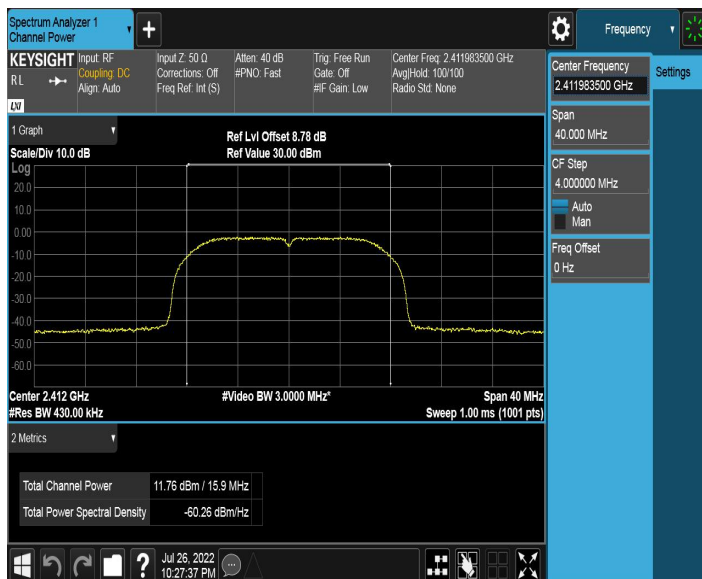 Spectrum Analyzer 1
Channel Power
+
Frequency
KEYSIGHT
RL
LXI
Input: RF
Coupling: DC
Align: Auto
Input Z: 50 Ω
Corrections: Off
Freq Ref: Int (S)
Atten: 40 dB
#PNO: Fast
Trig: Free Run
Gate: Off
#IF Gain: Low
Center Freq: 2.411983500 GHz
Avg|Hold: 100/100
Radio Std: None
Center Frequency
2.411983500 GHz
Settings
Span
40.000 MHz
CF Step
4.000000 MHz
Auto
Man
Freq Offset
0 Hz
1 Graph
Scale/Div 10.0 dB
Ref Lvl Offset 8.78 dB
Ref Value 30.00 dBm
Log
20.0
10.0
0.00
-10.0
-20.0
-30.0
-40.0
-50.0
-60.0
Center 2.412 GHz
#Video BW 3.0000 MHz*
Span 40 MHz
#Res BW 430.00 kHz
Sweep 1.00 ms (1001 pts)
2 Metrics
Total Channel Power 11.76 dBm / 15.9 MHz
Total Power Spectral Density -60.26 dBm/Hz
?
Jul 26, 2022
10:27:37 PM